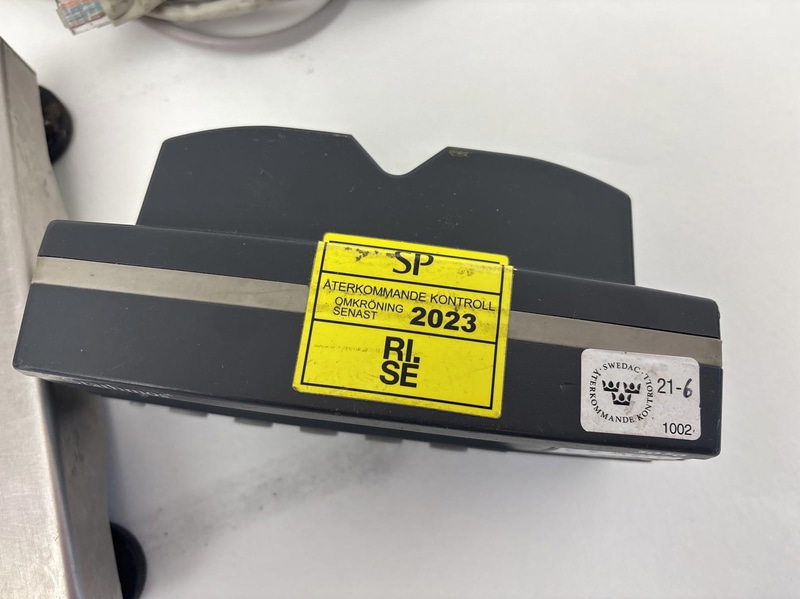 SP
ÅTERKOMMANDE KONTROLL
OMKRÖNING
SENAST 2023
RI.
SE
SWEDAC
ÅTERKOMMANDE KONTROLL
21-6
1002